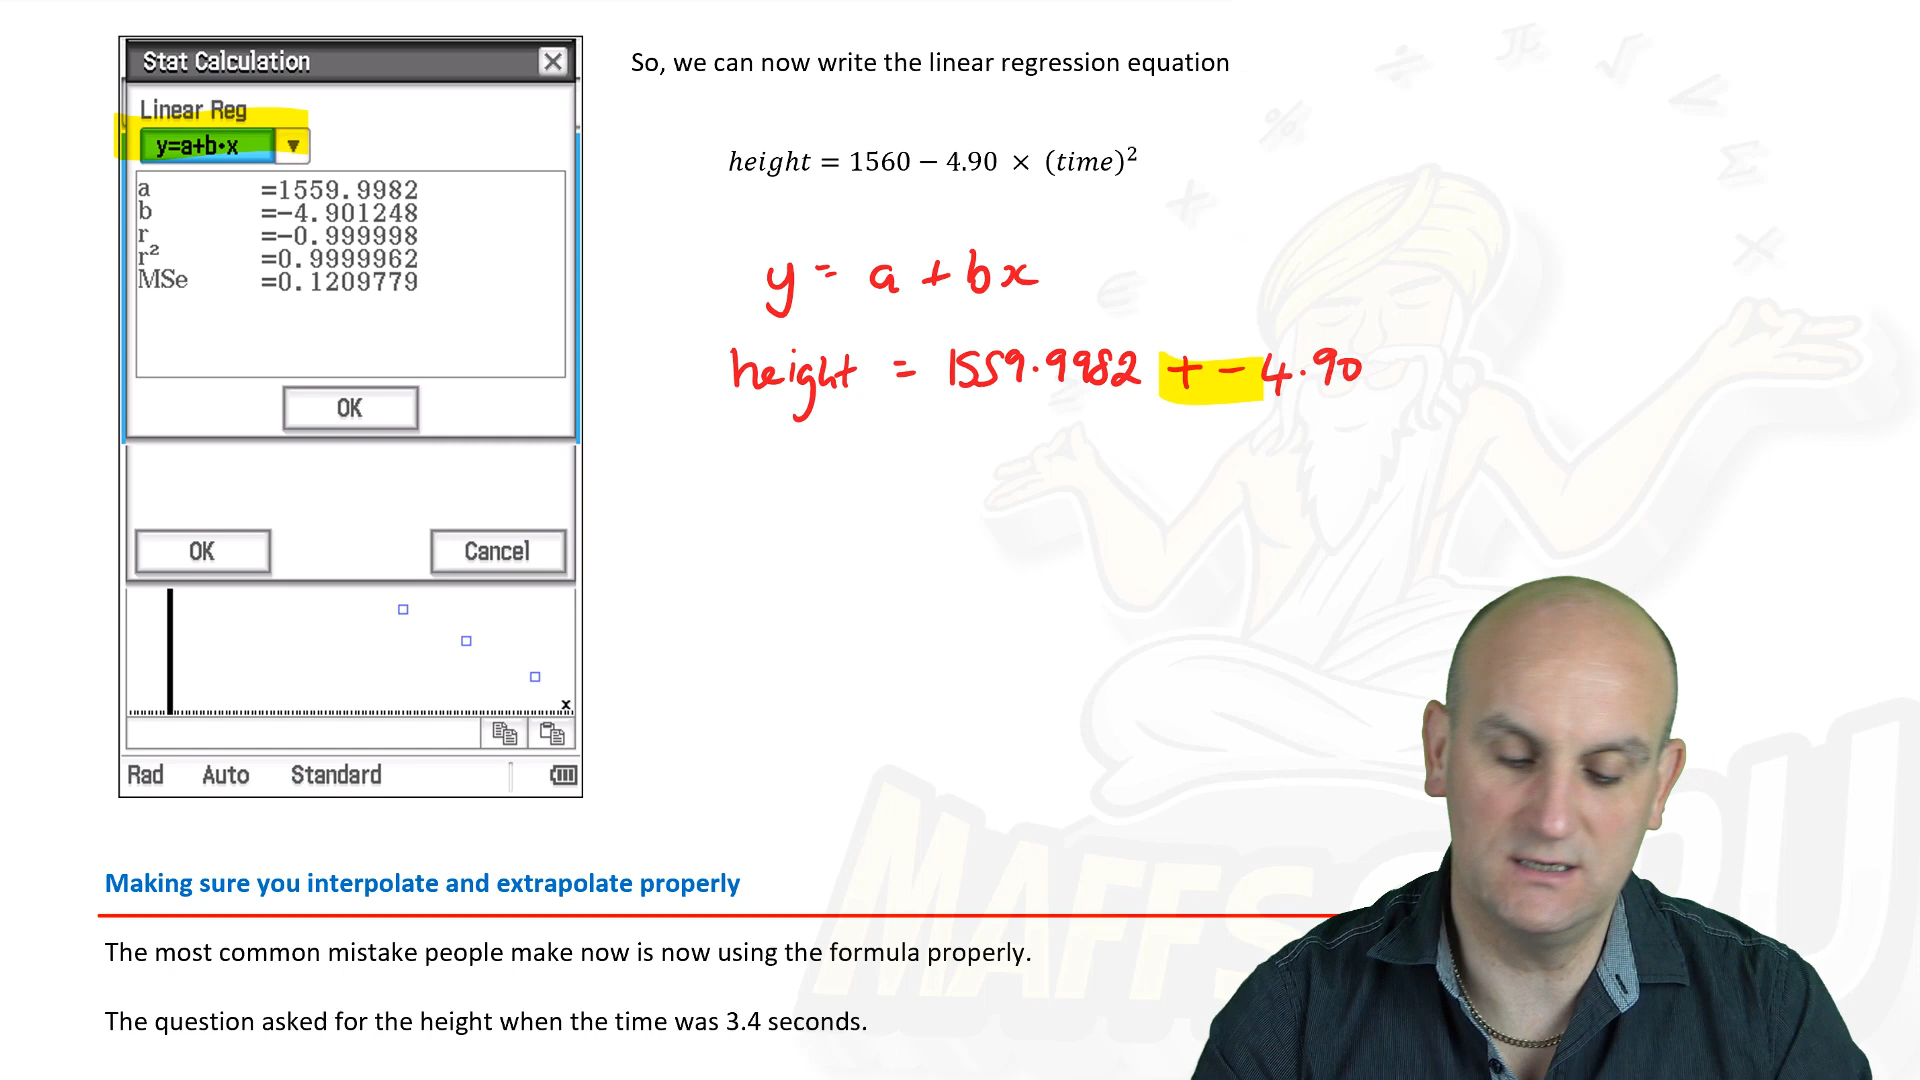 Stat Calculation
Linear Reg
y=a+b•x
a =1559.9982
b =-4.901248
r =-0.999998
r² =0.9999962
MSe =0.1209779
OK
OK Cancel
x
Rad Auto Standard
So, we can now write the linear regression equation
height = 1560 − 4.90 × (time)²
y = a + bx
height = 1559.9982 + - 4.90
Making sure you interpolate and extrapolate properly
The most common mistake people make now is now using the formula properly.
The question asked for the height when the time was 3.4 seconds.
MAFFS